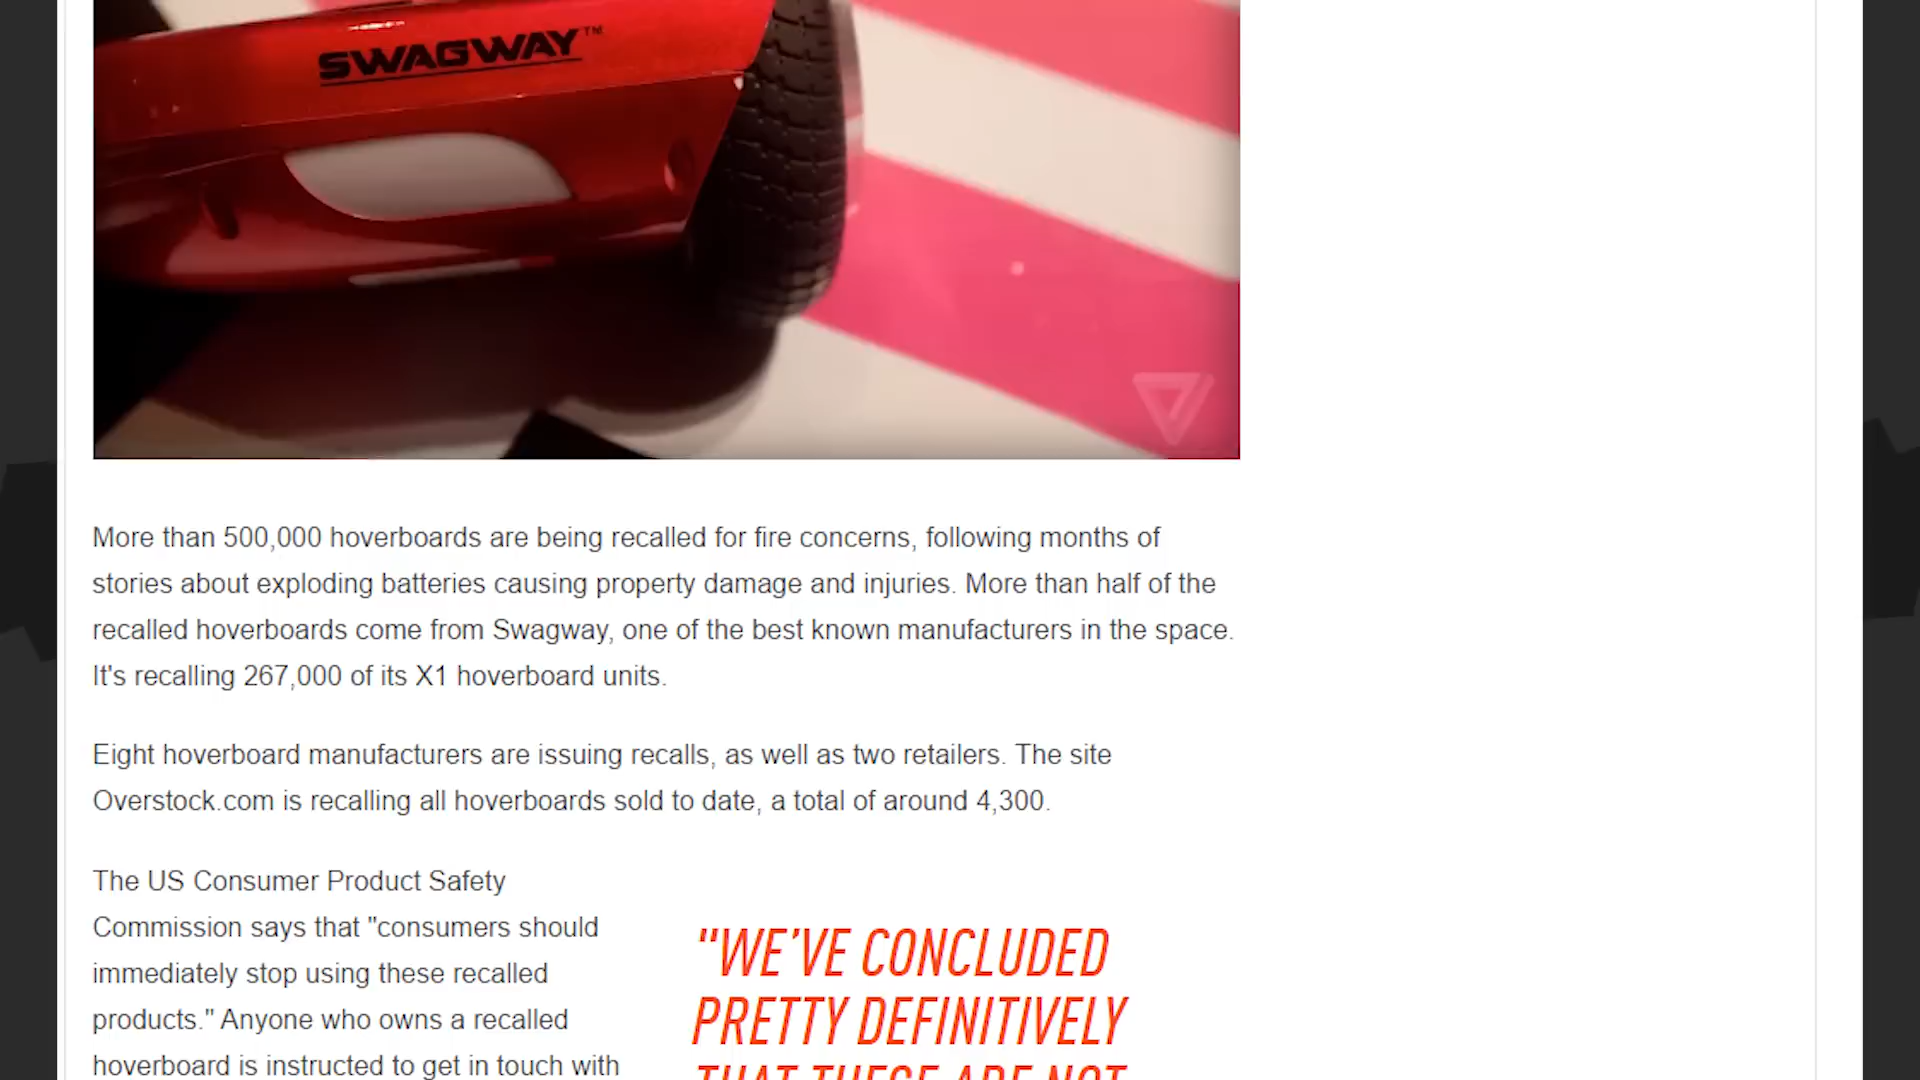 SWAGWAY™
More than 500,000 hoverboards are being recalled for fire concerns, following months of
stories about exploding batteries causing property damage and injuries. More than half of the
recalled hoverboards come from Swagway, one of the best known manufacturers in the space.
It's recalling 267,000 of its X1 hoverboard units.
Eight hoverboard manufacturers are issuing recalls, as well as two retailers. The site
Overstock.com is recalling all hoverboards sold to date, a total of around 4,300.
The US Consumer Product Safety
Commission says that "consumers should
immediately stop using these recalled
products." Anyone who owns a recalled
hoverboard is instructed to get in touch with
"WE'VE CONCLUDED
PRETTY DEFINITIVELY
THAT THESE ARE NOT